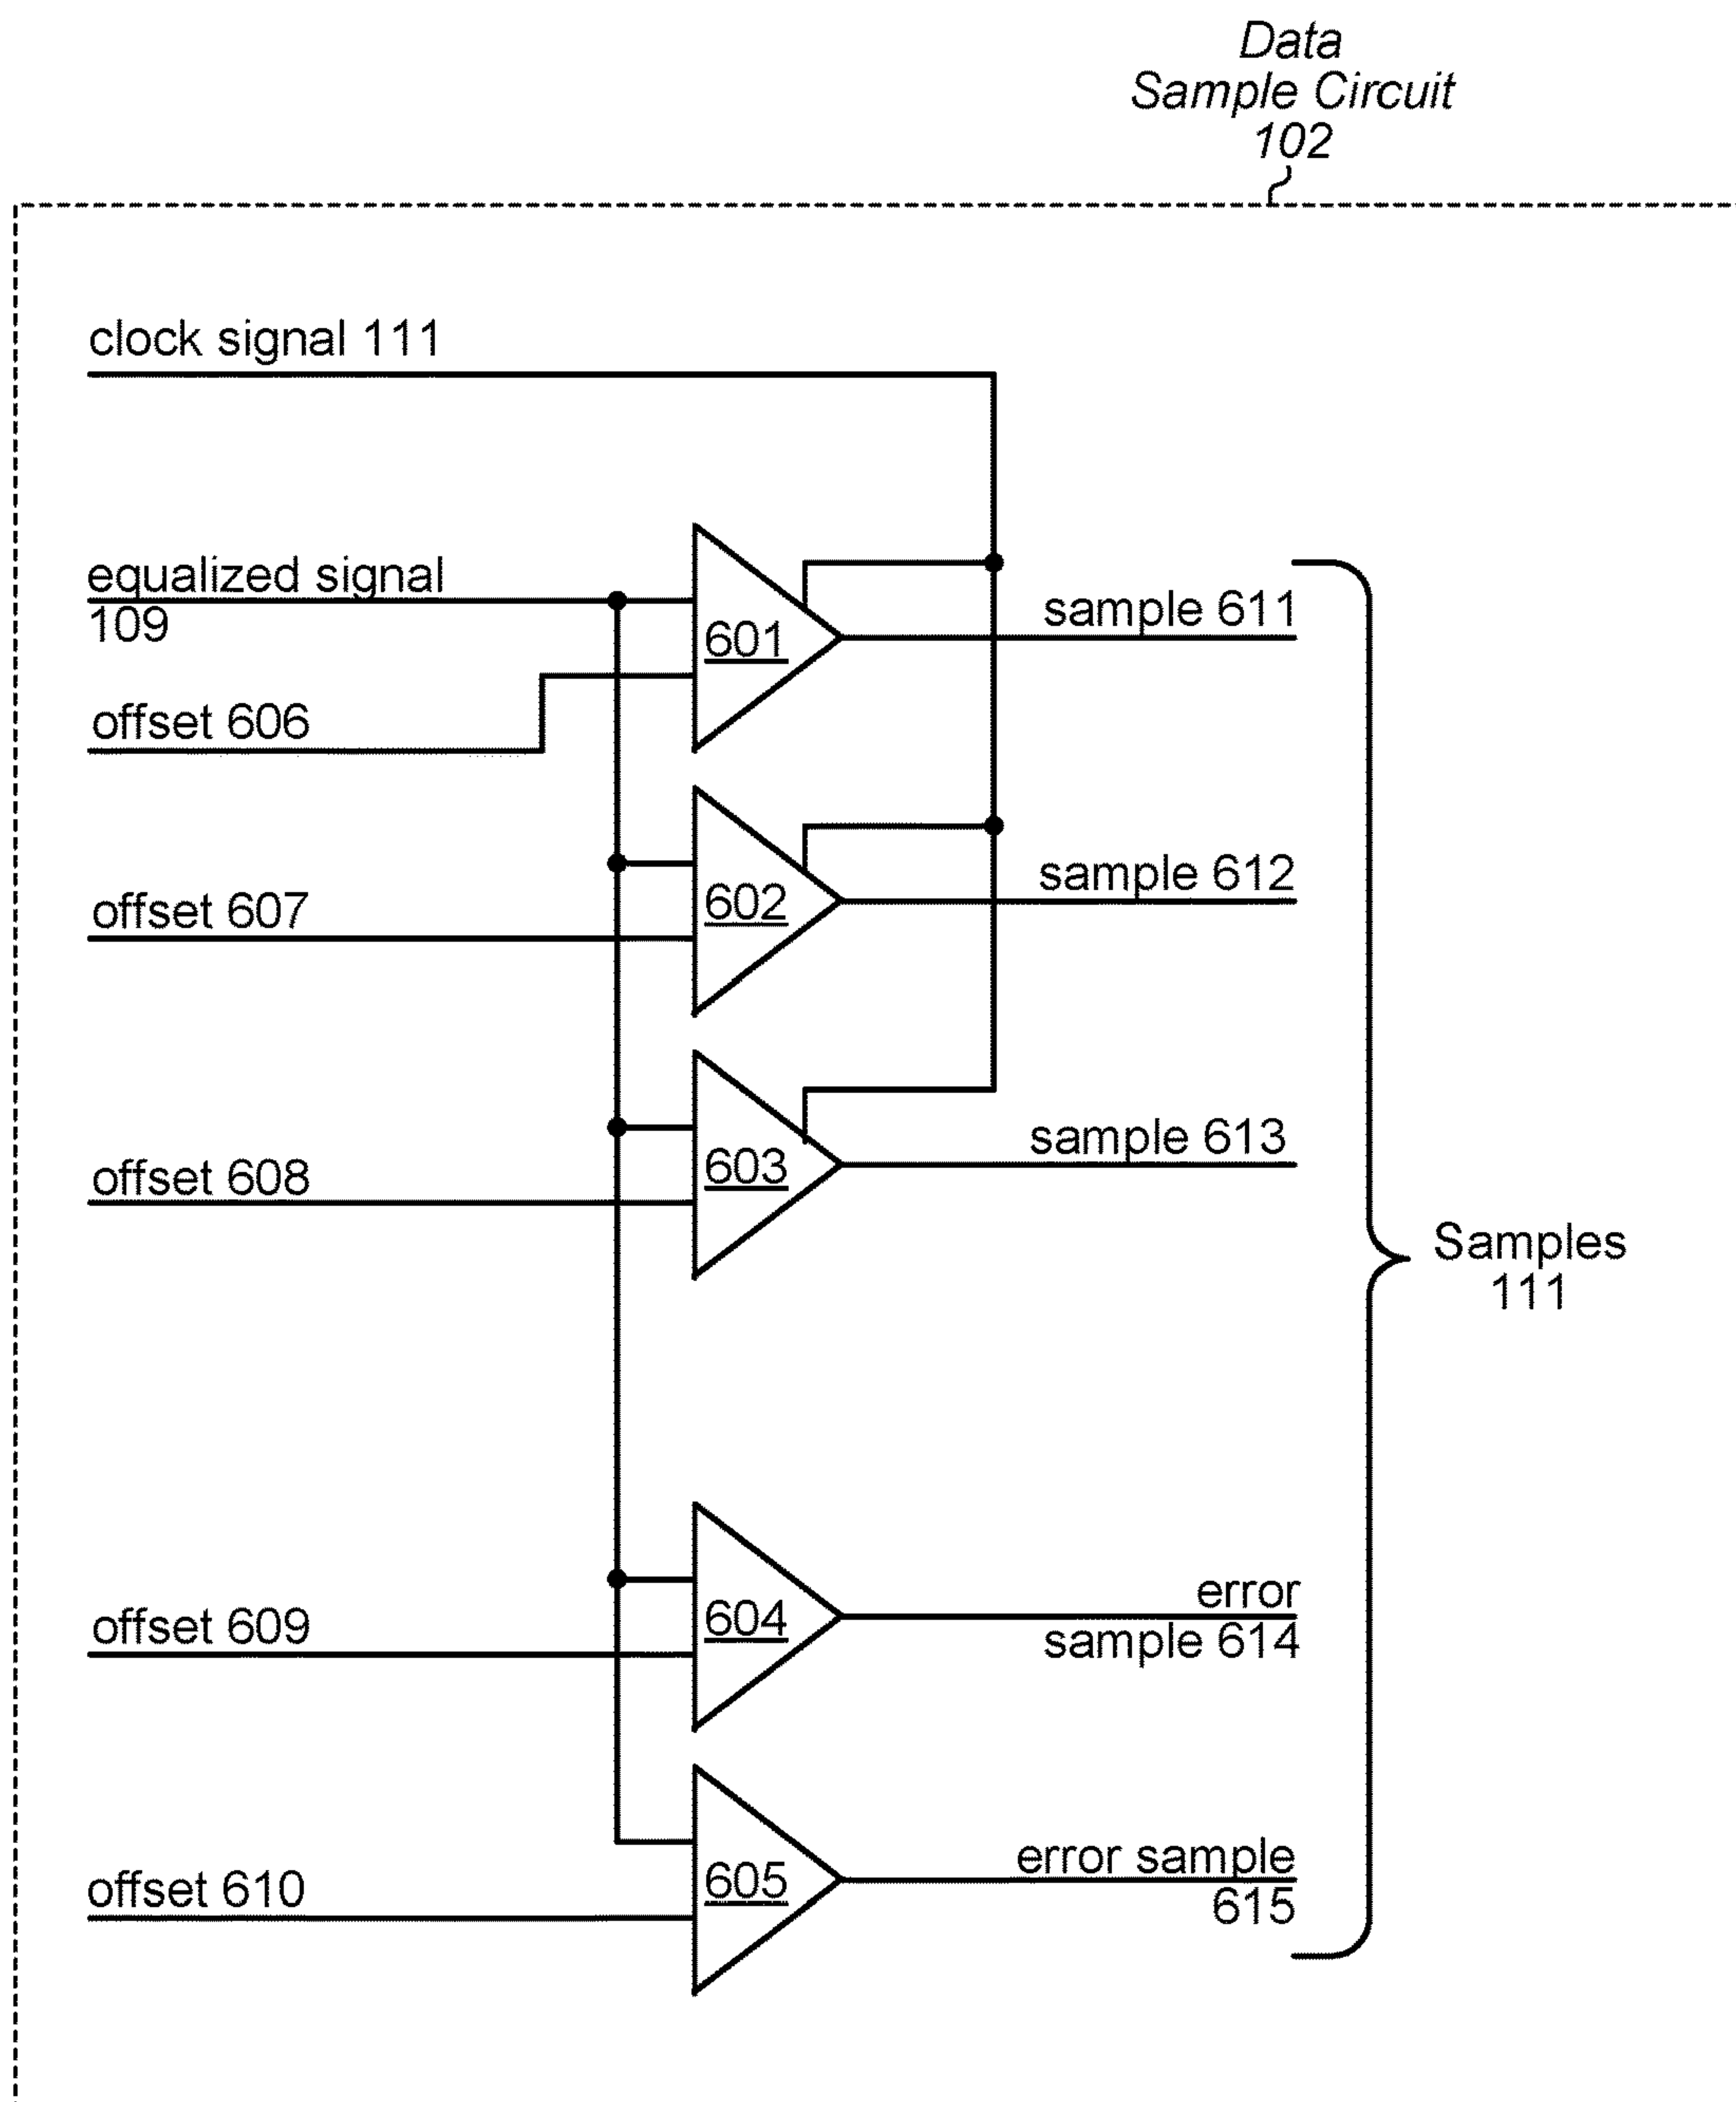 Data
Sample Circuit
102
clock signal 111
equalized signal
109
601
sample 611
offset 606
602
sample 612
offset 607
603
sample 613
offset 608
Samples
111
604
error
sample 614
offset 609
605
error sample
615
offset 610